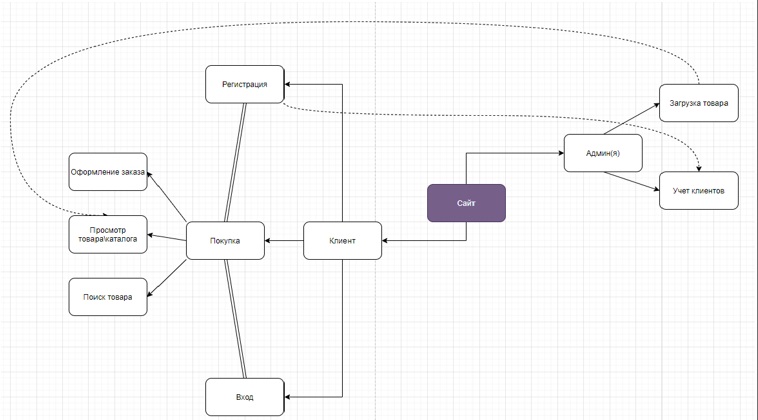 Регистрация
Загрузка товара
Админ(я)
Оформление заказа
Учет клиентов
Сайт
Просмотр
товара\каталога
Покупка
Клиент
Поиск товара
Вход